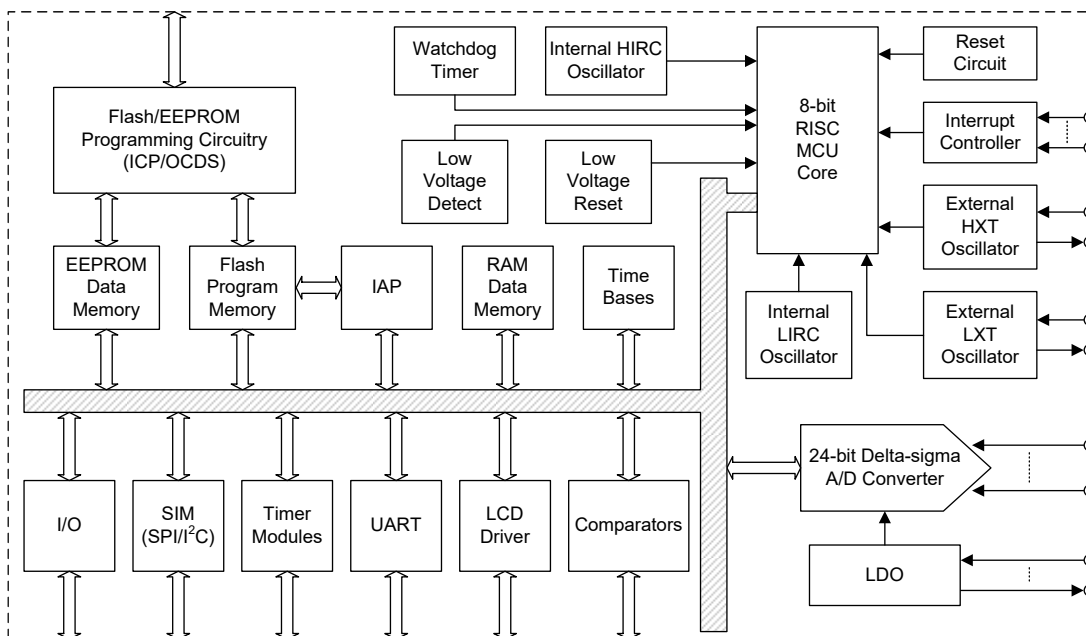 Watchdog
Timer
Internal HIRC
Oscillator
8-bit
RISC
MCU
Core
Reset
Circuit
Flash/EEPROM
Programming Circuitry
(ICP/OCDS)
Interrupt
Controller
Low
Voltage
Detect
Low
Voltage
Reset
External
HXT
Oscillator
EEPROM
Data
Memory
Flash
Program
Memory
IAP
RAM
Data
Memory
Time
Bases
Internal
LIRC
Oscillator
External
LXT
Oscillator
24-bit Delta-sigma
A/D Converter
I/O
SIM
(SPI/I²C)
Timer
Modules
UART
LCD
Driver
Comparators
LDO